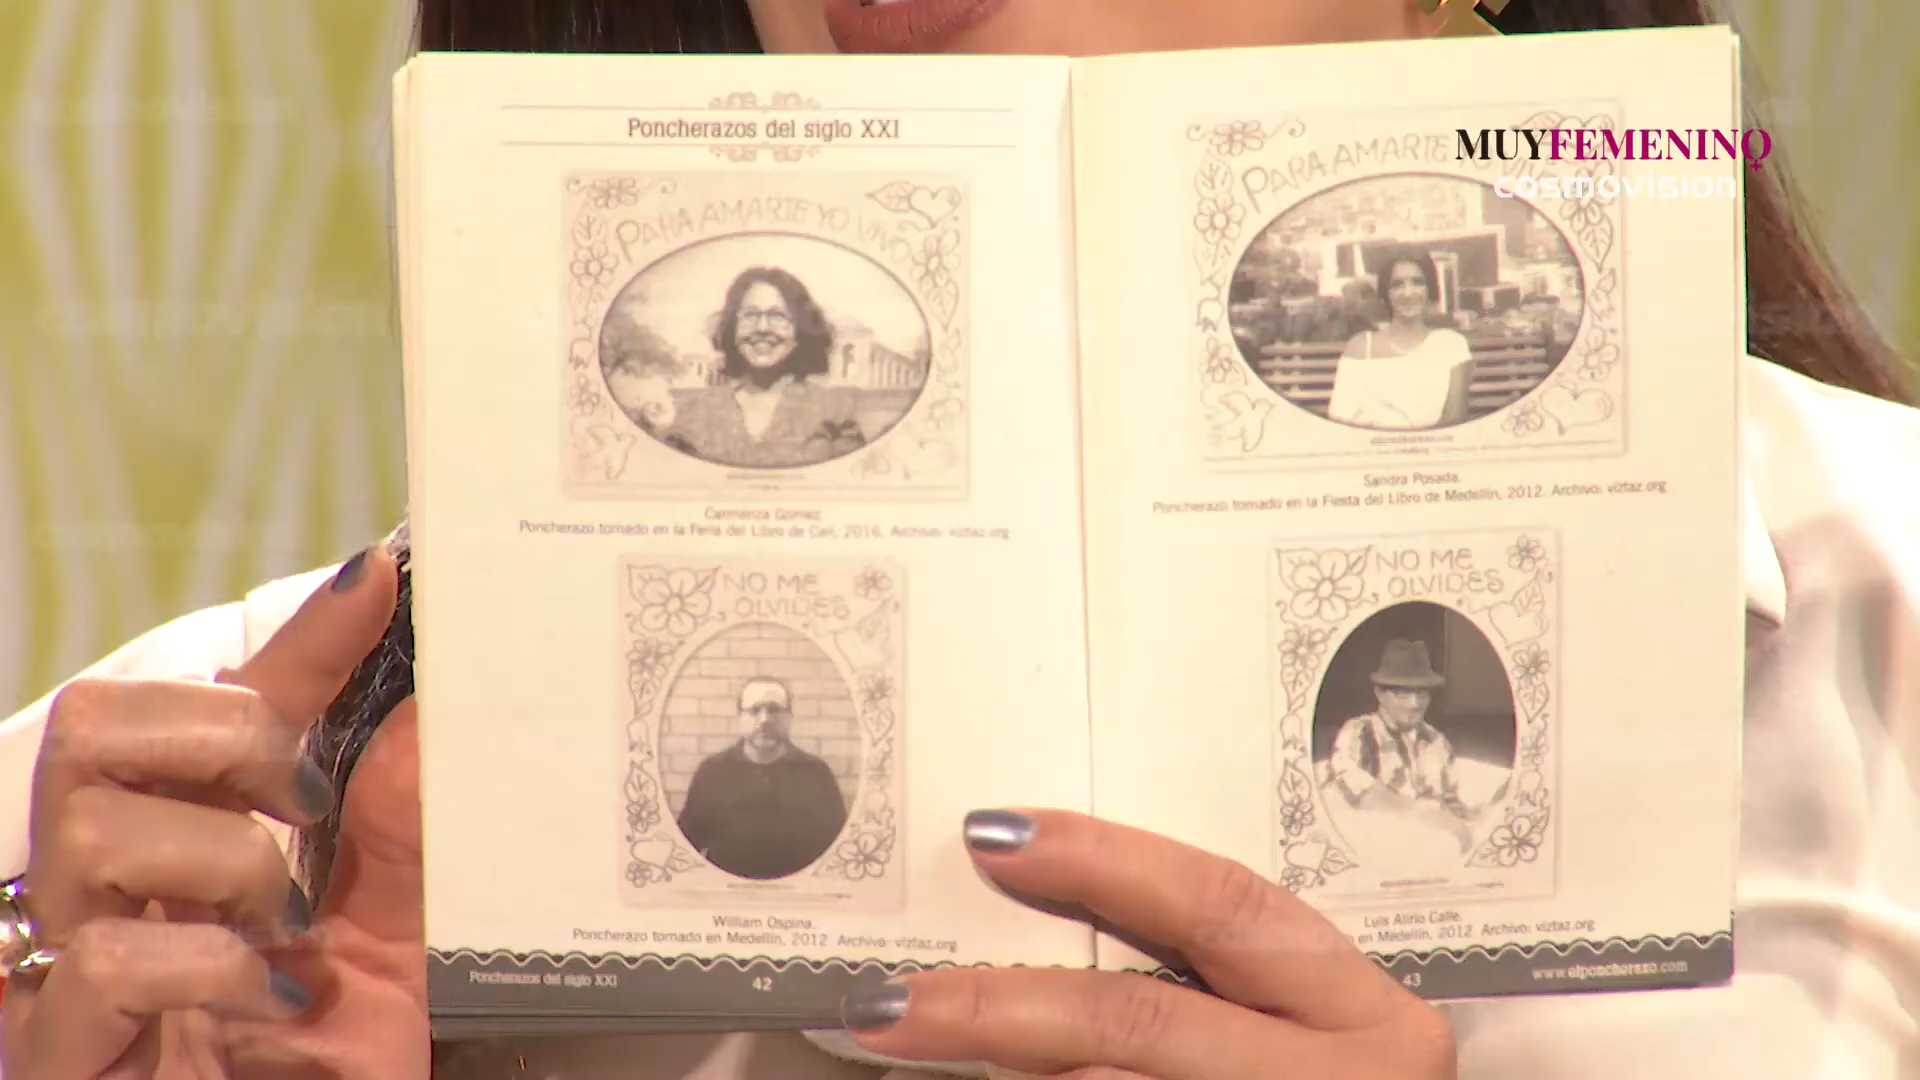 Poncherazos del siglo XXI
PARA AMARTE YO VIVO
Carmenza Gomez.
Poncherazo tomado en la Feria del Libro de Cali, 2016. Archivo: viztaz.org
NO ME
OLVIDES
William Ospina.
Poncherazo tomado en Medellín, 2012 Archivo: viztaz.org
Poncherazos del siglo XXI
42
PARA AMARTE
Sandra Posada.
Poncherazo tomado en la Fiesta del Libro de Medellín, 2012. Archivo: viztaz.org
NO ME
OLVIDES
Luis Alirio Calle.
en Medellín, 2012 Archivo: viztaz.org
43
www.elponcherazo.com
MUYFEMENINO
cosmovision